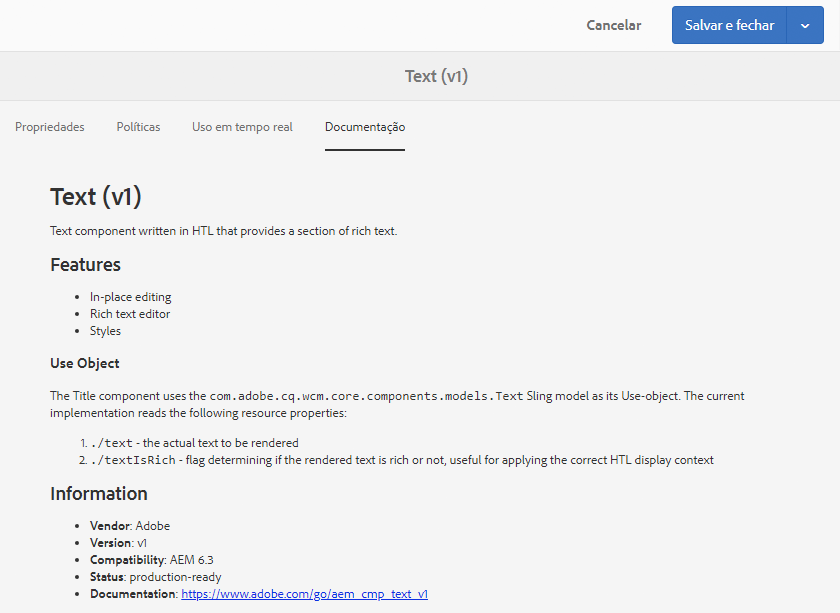 Cancelar
Salvar e fechar
Text (v1)
Propriedades Políticas Uso em tempo real Documentação
Text (v1)
Text component written in HTL that provides a section of rich text.
Features
• In-place editing
• Rich text editor
• Styles
Use Object
The Title component uses the com.adobe.cq.wcm.core.components.models.Text Sling model as its Use-object. The current
implementation reads the following resource properties:
1. ./text - the actual text to be rendered
2. ./textIsRich - flag determining if the rendered text is rich or not, useful for applying the correct HTL display context
Information
• Vendor: Adobe
• Version: v1
• Compatibility: AEM 6.3
• Status: production-ready
• Documentation: https://www.adobe.com/go/aem_cmp_text_v1